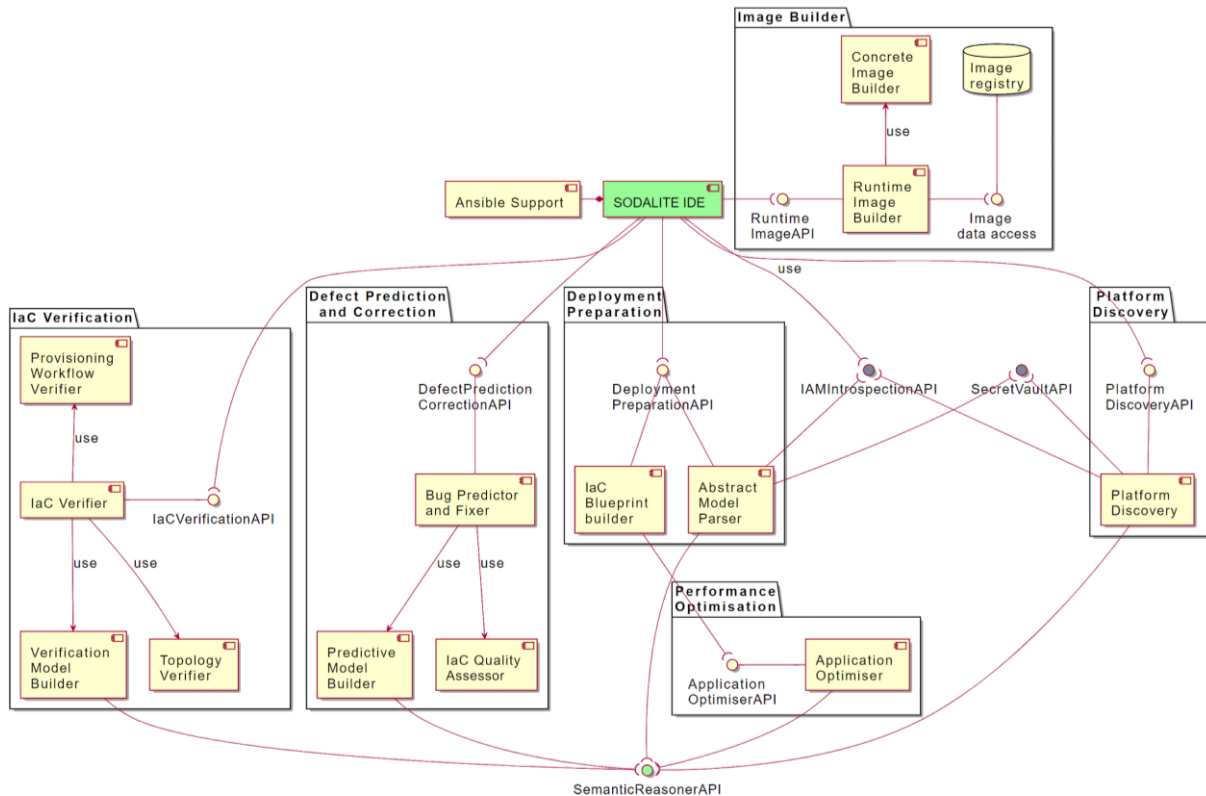 Image Builder
Concrete
Image
Builder
Image
registry
use
Ansible Support
SODALITE IDE
Runtime
ImageAPI
Runtime
Image
Builder
Image
data access
use
IaC Verification
Provisioning
Workflow
Verifier
use
IaC Verifier
IaCVerificationAPI
use
use
Verification
Model
Builder
Topology
Verifier
Defect Prediction
and Correction
DefectPrediction
CorrectionAPI
Bug Predictor
and Fixer
use
use
Predictive
Model
Builder
IaC Quality
Assessor
Deployment
Preparation
Deployment
PreparationAPI
IaC
Blueprint
builder
Abstract
Model
Parser
IAMIntrospectionAPI
SecretVaultAPI
Platform
Discovery
Platform
DiscoveryAPI
Platform
Discovery
Performance
Optimisation
Application
OptimiserAPI
Application
Optimiser
SemanticReasonerAPI